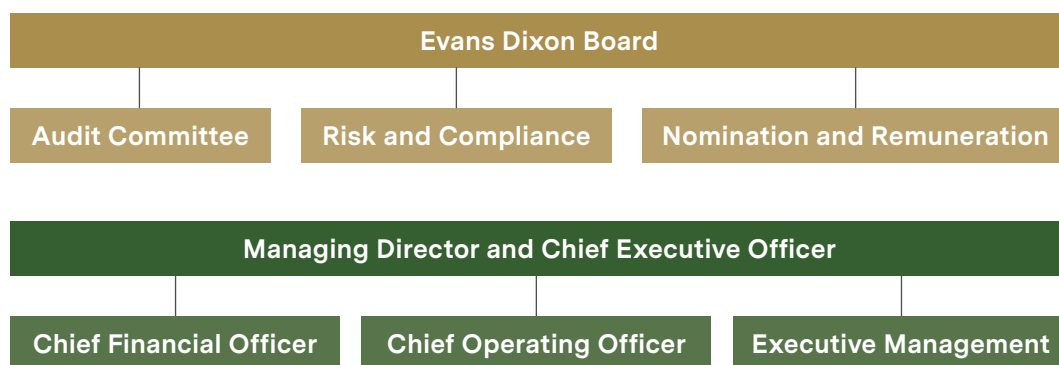 Evans Dixon Board
Audit Committee
Risk and Compliance
Nomination and Remuneration
Managing Director and Chief Executive Officer
Chief Financial Officer
Chief Operating Officer
Executive Management